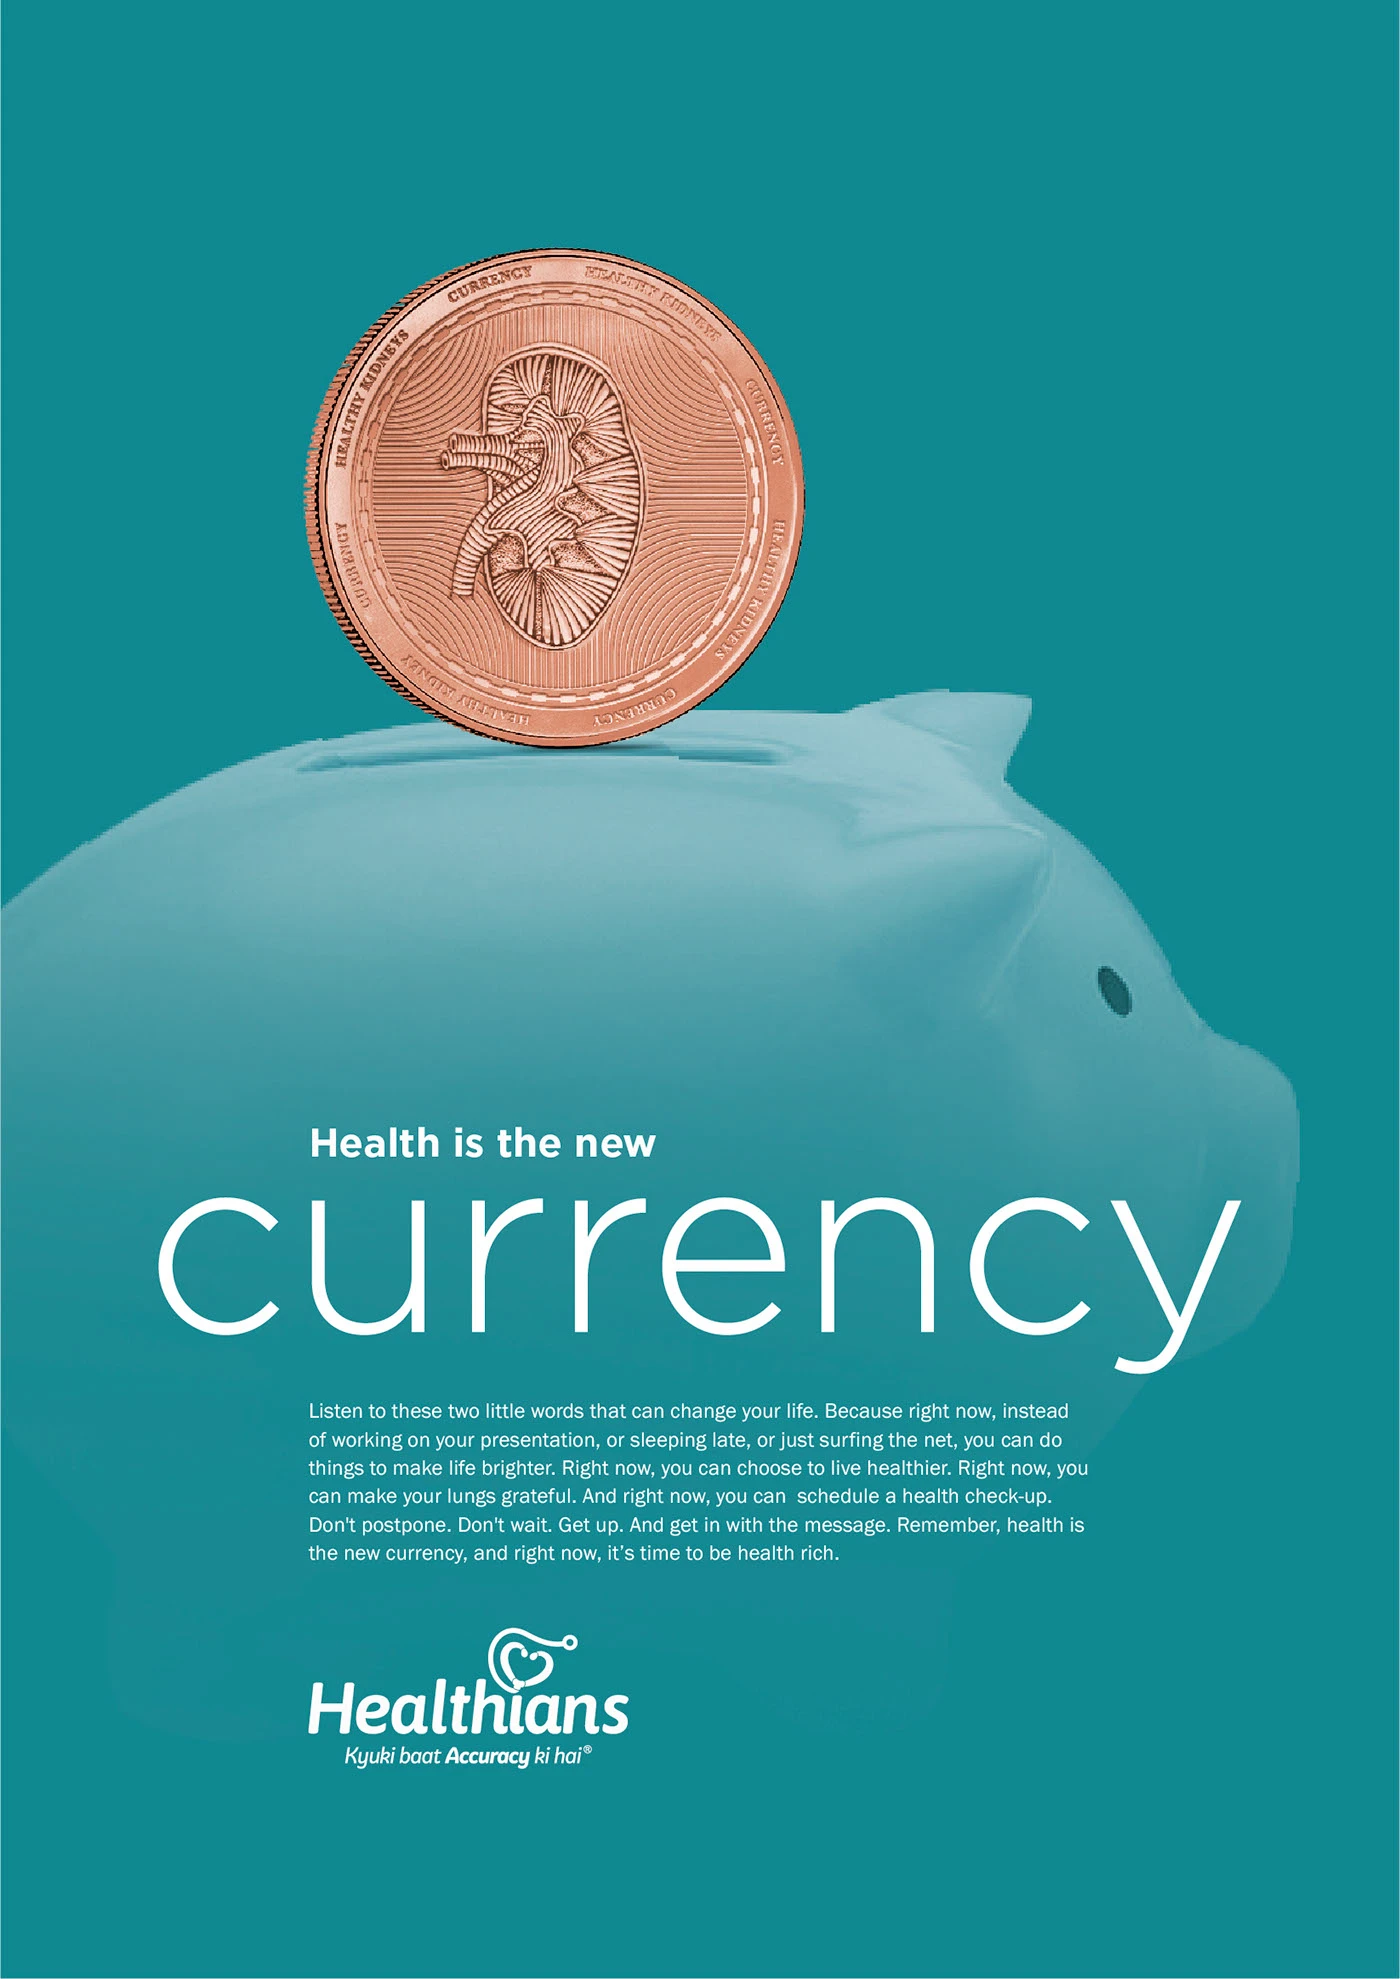 CURRENCY
HEALTHY KIDNEYS
CURRENCY
HEALTHY KIDNEYS
CURRENCY
HEALTHY KIDNEY
CURRENCY
HEALTHY KIDNEYS
Health is the new
currency
Listen to these two little words that can change your life. Because right now, instead
of working on your presentation, or sleeping late, or just surfing the net, you can do
things to make life brighter. Right now, you can choose to live healthier. Right now, you
can make your lungs grateful. And right now, you can  schedule a health check-up.
Don't postpone. Don't wait. Get up. And get in with the message. Remember, health is
the new currency, and right now, it’s time to be health rich.
Healthians
Kyuki baat Accuracy ki hai®